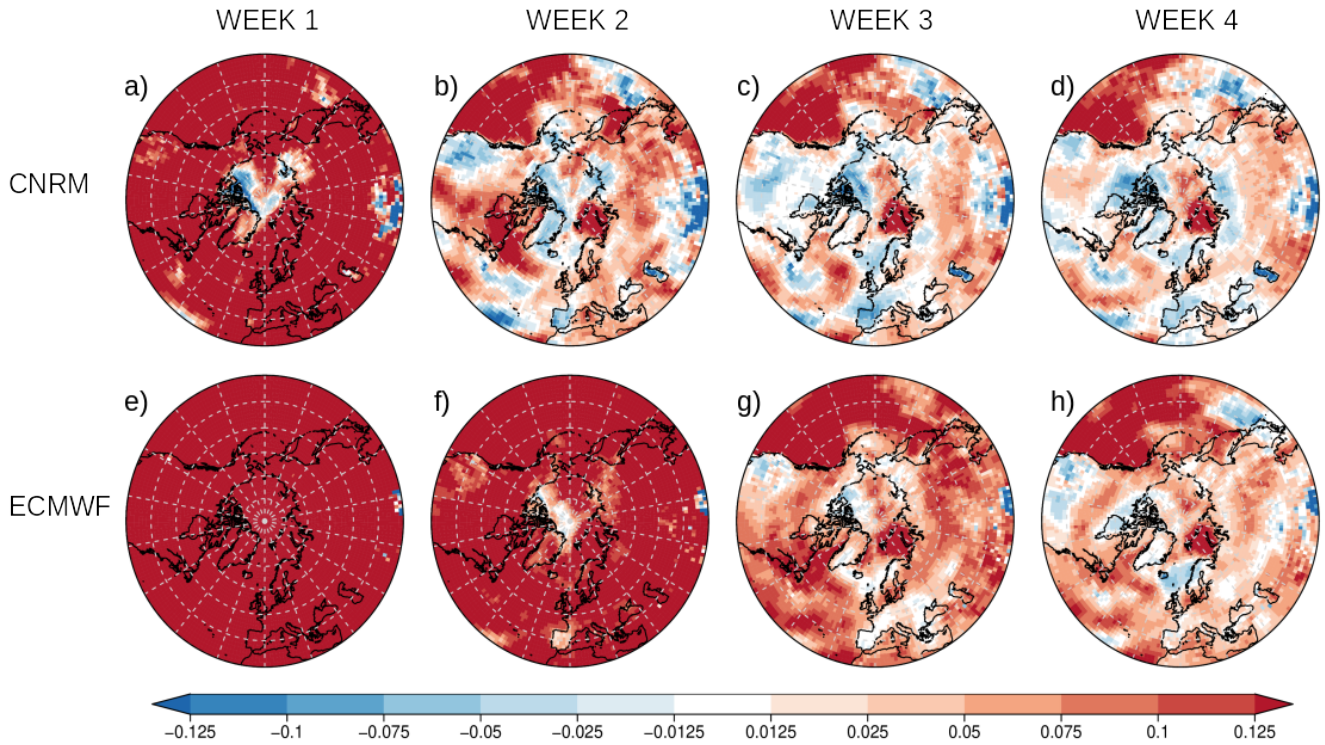 WEEK 1 WEEK 2 WEEK 3 WEEK 4
a) b) c) d)
CNRM
e) f) g) h)
ECMWF
−0.125 −0.1 −0.075 −0.05 −0.025 −0.0125 0.0125 0.025 0.05 0.075 0.1 0.125